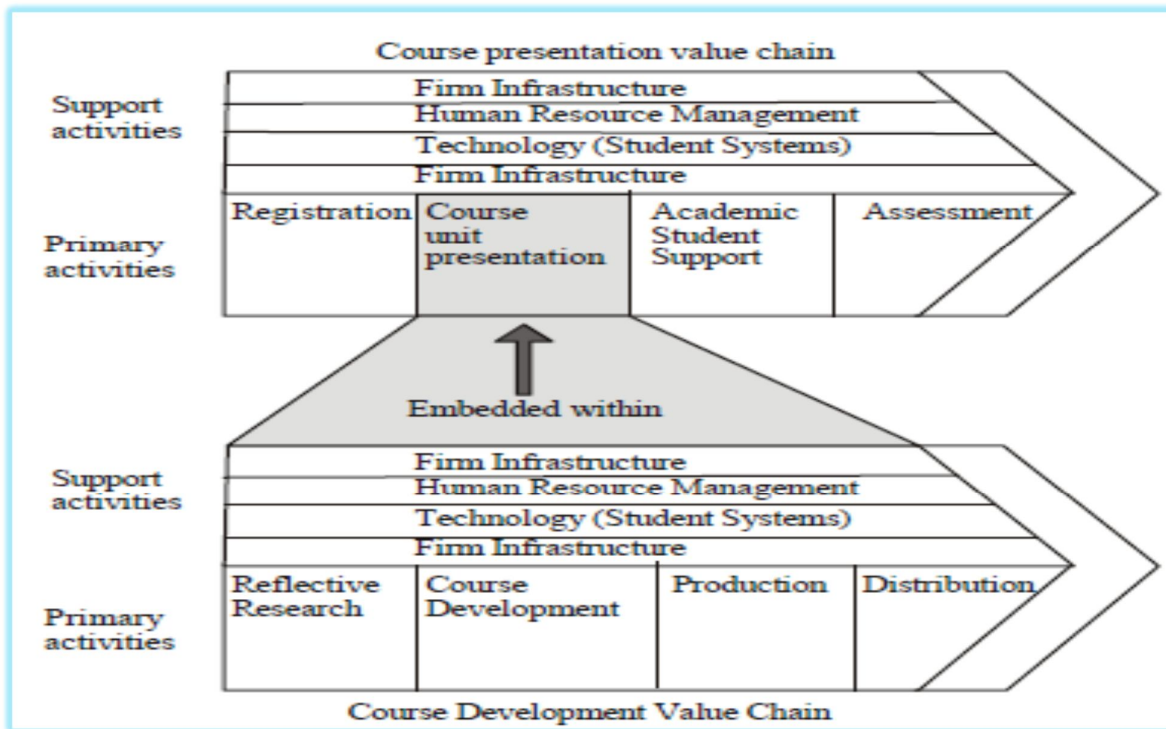 Course presentation value chain
Support
activities
Firm Infrastructure
Human Resource Management
Technology (Student Systems)
Firm Infrastructure
Primary
activities
Registration
Course
unit
presentation
Academic
Student
Support
Assessment
Embedded within
Support
activities
Firm Infrastructure
Human Resource Management
Technology (Student Systems)
Firm Infrastructure
Primary
activities
Reflective
Research
Course
Development
Production
Distribution
Course Development Value Chain